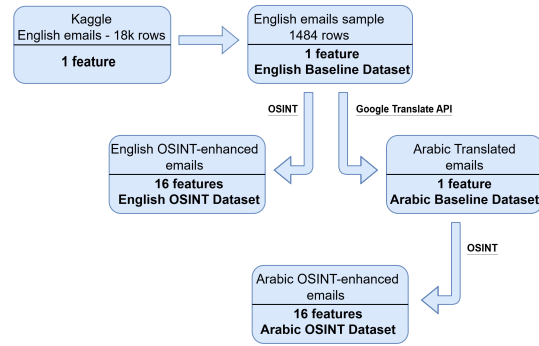 Kaggle
English emails - 18k rows
1 feature
English emails sample
1484 rows
1 feature
English Baseline Dataset
OSINT
Google Translate API
English OSINT-enhanced
emails
16 features
English OSINT Dataset
Arabic Translated
emails
1 feature
Arabic Baseline Dataset
OSINT
Arabic OSINT-enhanced
emails
16 features
Arabic OSINT Dataset